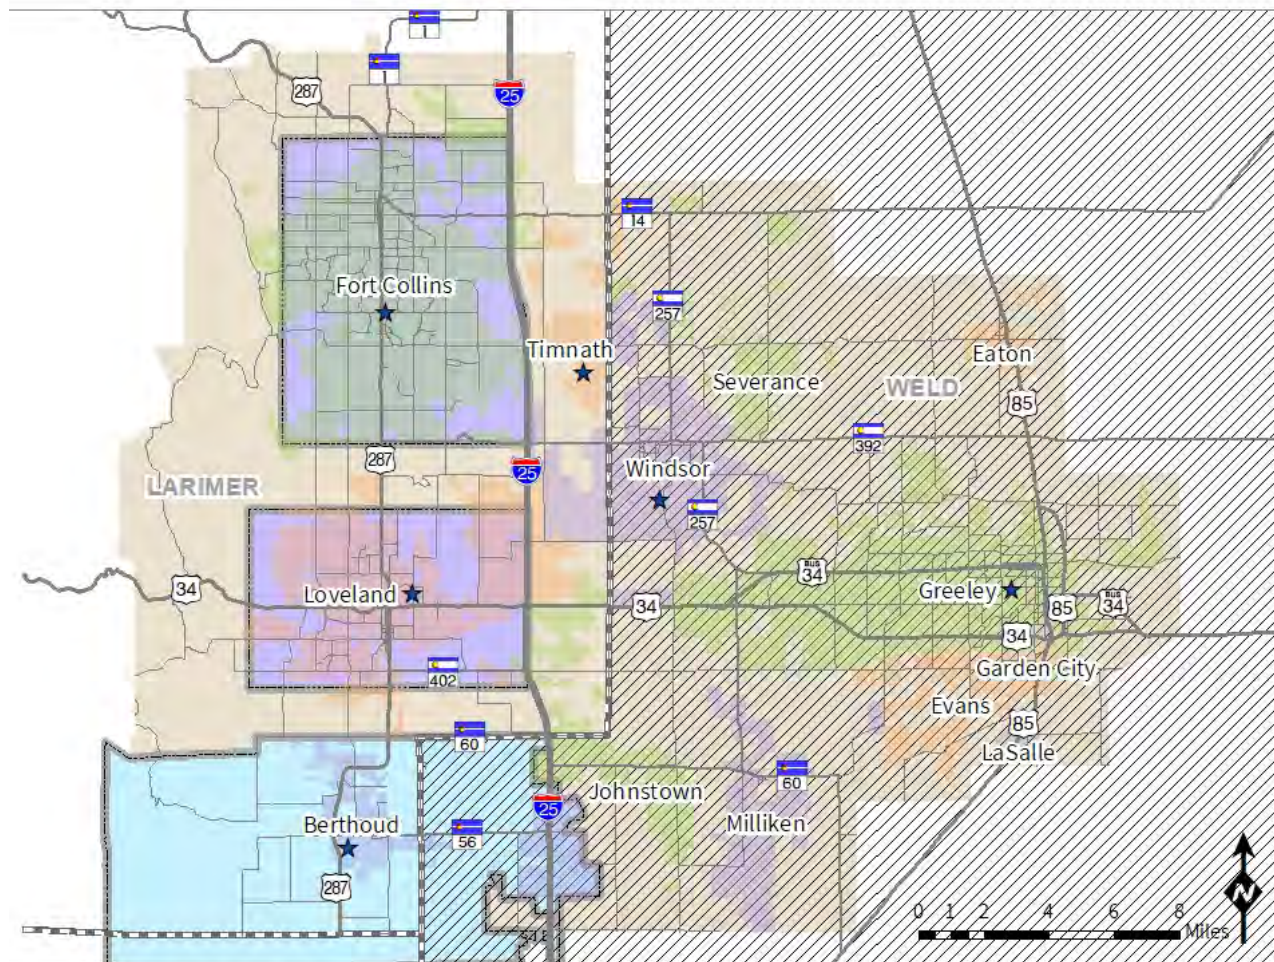 1
1
287
25
14
Fort Collins
257
Timnath
Eaton
Severance
WELD
85
392
287
25
Windsor
LARIMER
257
BUS
34
34
Loveland
34
Greeley
85
BUS
34
34
402
Garden City
Evans
85
60
LaSalle
60
Johnstown
25
Berthoud
56
Milliken
287
N
0 1 2 4 6 8
Miles